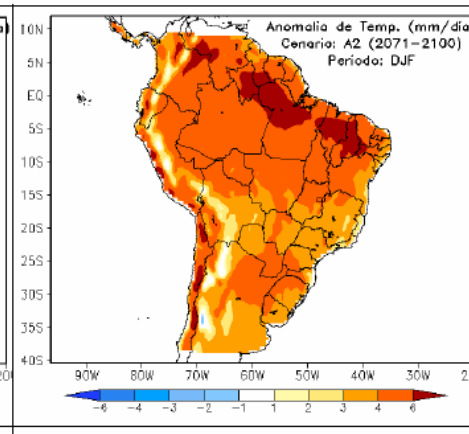 Anomalia de Temp. (mm/dia
Cenario: A2 (2071-2100)
Periodo: DJF
10N
5N
EQ
5S
10S
15S
20S
25S
30S
35S
40S
90W 80W 70W 60W 50W 40W 30W 2
-6 -4 -3 -2 -1 1 2 3 4 6